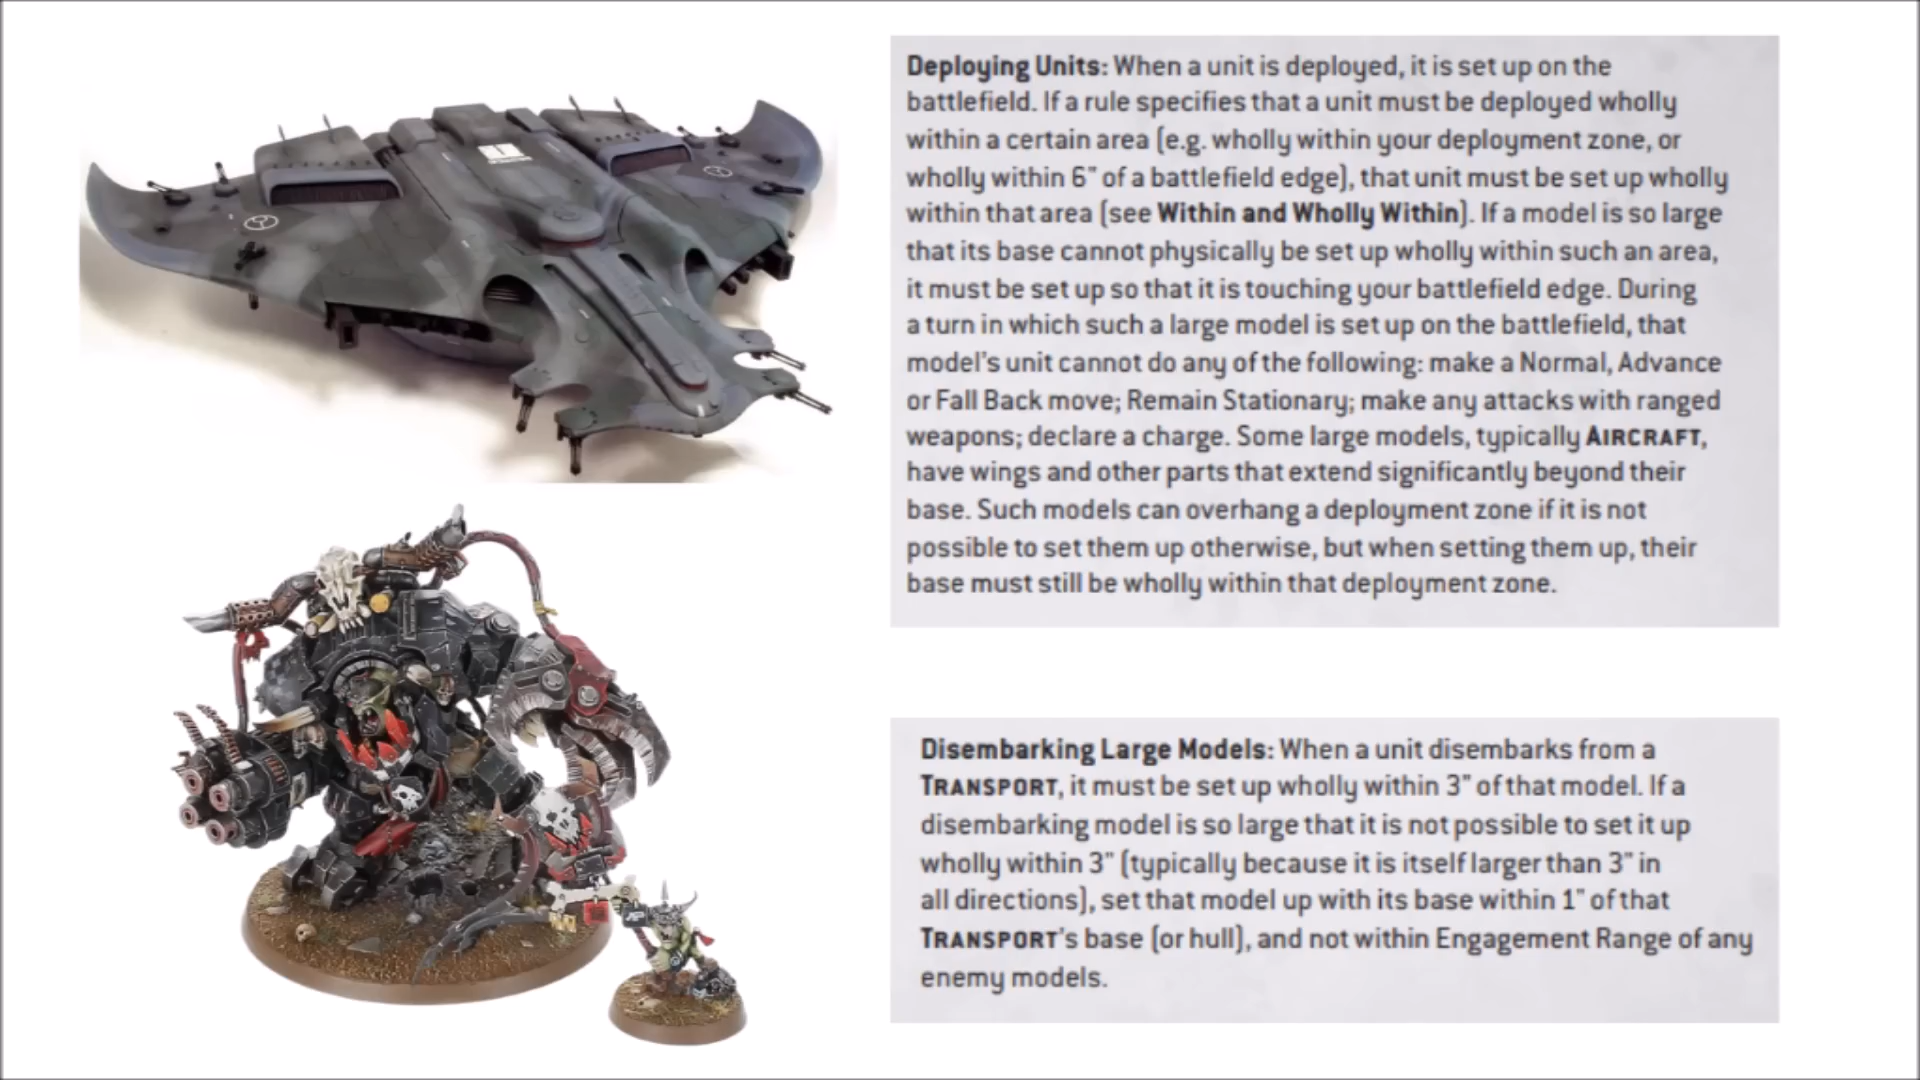 Deploying Units: When a unit is deployed, it is set up on the
battlefield. If a rule specifies that a unit must be deployed wholly
within a certain area (e.g. wholly within your deployment zone, or
wholly within 6" of a battlefield edge), that unit must be set up wholly
within that area (see Within and Wholly Within). If a model is so large
that its base cannot physically be set up wholly within such an area,
it must be set up so that it is touching your battlefield edge. During
a turn in which such a large model is set up on the battlefield, that
model's unit cannot do any of the following: make a Normal, Advance
or Fall Back move; Remain Stationary; make any attacks with ranged
weapons; declare a charge. Some large models, typically AIRCRAFT,
have wings and other parts that extend significantly beyond their
base. Such models can overhang a deployment zone if it is not
possible to set them up otherwise, but when setting them up, their
base must still be wholly within that deployment zone.
Disembarking Large Models: When a unit disembarks from a
TRANSPORT, it must be set up wholly within 3" of that model. If a
disembarking model is so large that it is not possible to set it up
wholly within 3" (typically because it is itself larger than 3" in
all directions), set that model up with its base within 1" of that
TRANSPORT's base (or hull), and not within Engagement Range of any
enemy models.